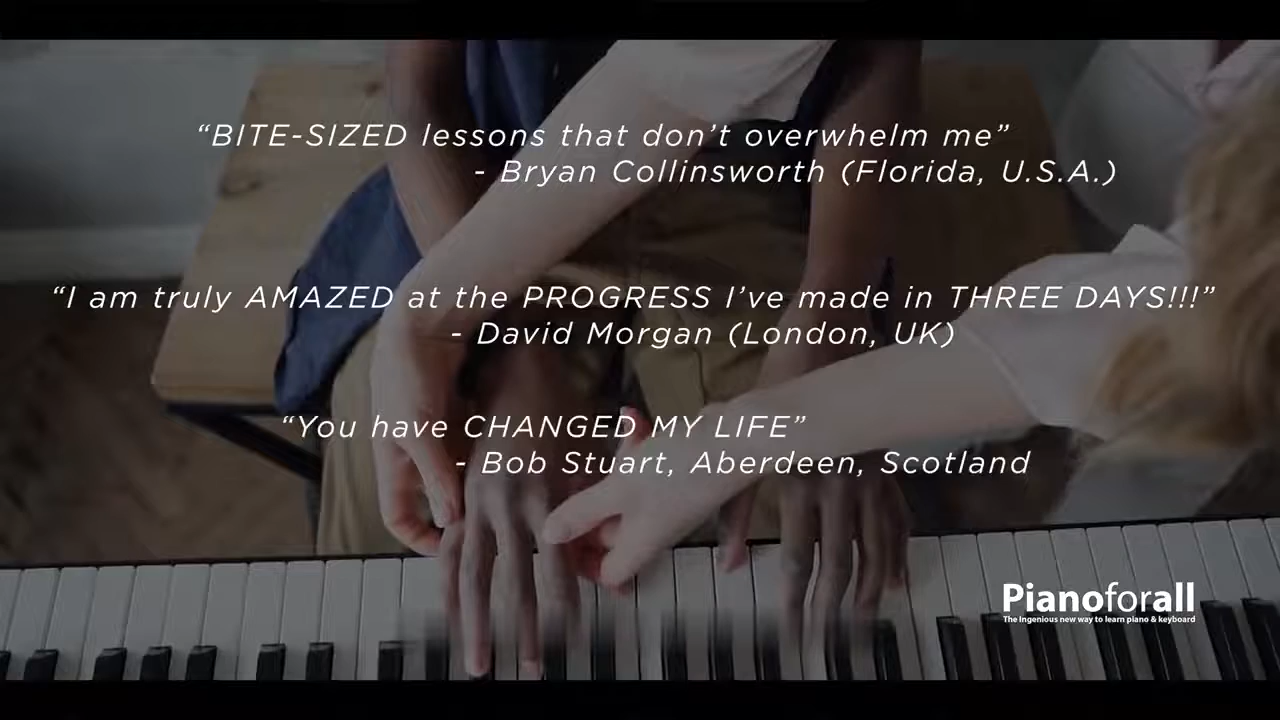 “BITE-SIZED lessons that don’t overwhelm me”
- Bryan Collinsworth (Florida, U.S.A.)
“I am truly AMAZED at the PROGRESS I’ve made in THREE DAYS!!!”
- David Morgan (London, UK)
“You have CHANGED MY LIFE”
- Bob Stuart, Aberdeen, Scotland
Pianoforall
The Ingenious new way to learn piano & keyboard